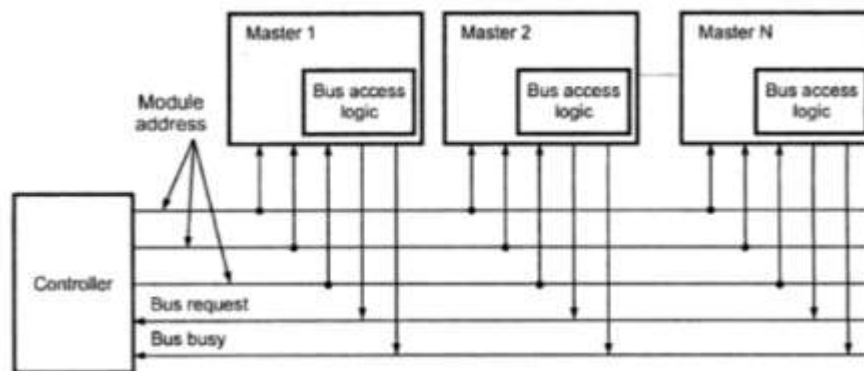 Master 1
Master 2
Master N
Bus access
logic
Bus access
logic
Bus access
logic
Module
address
Controller
Bus request
Bus busy